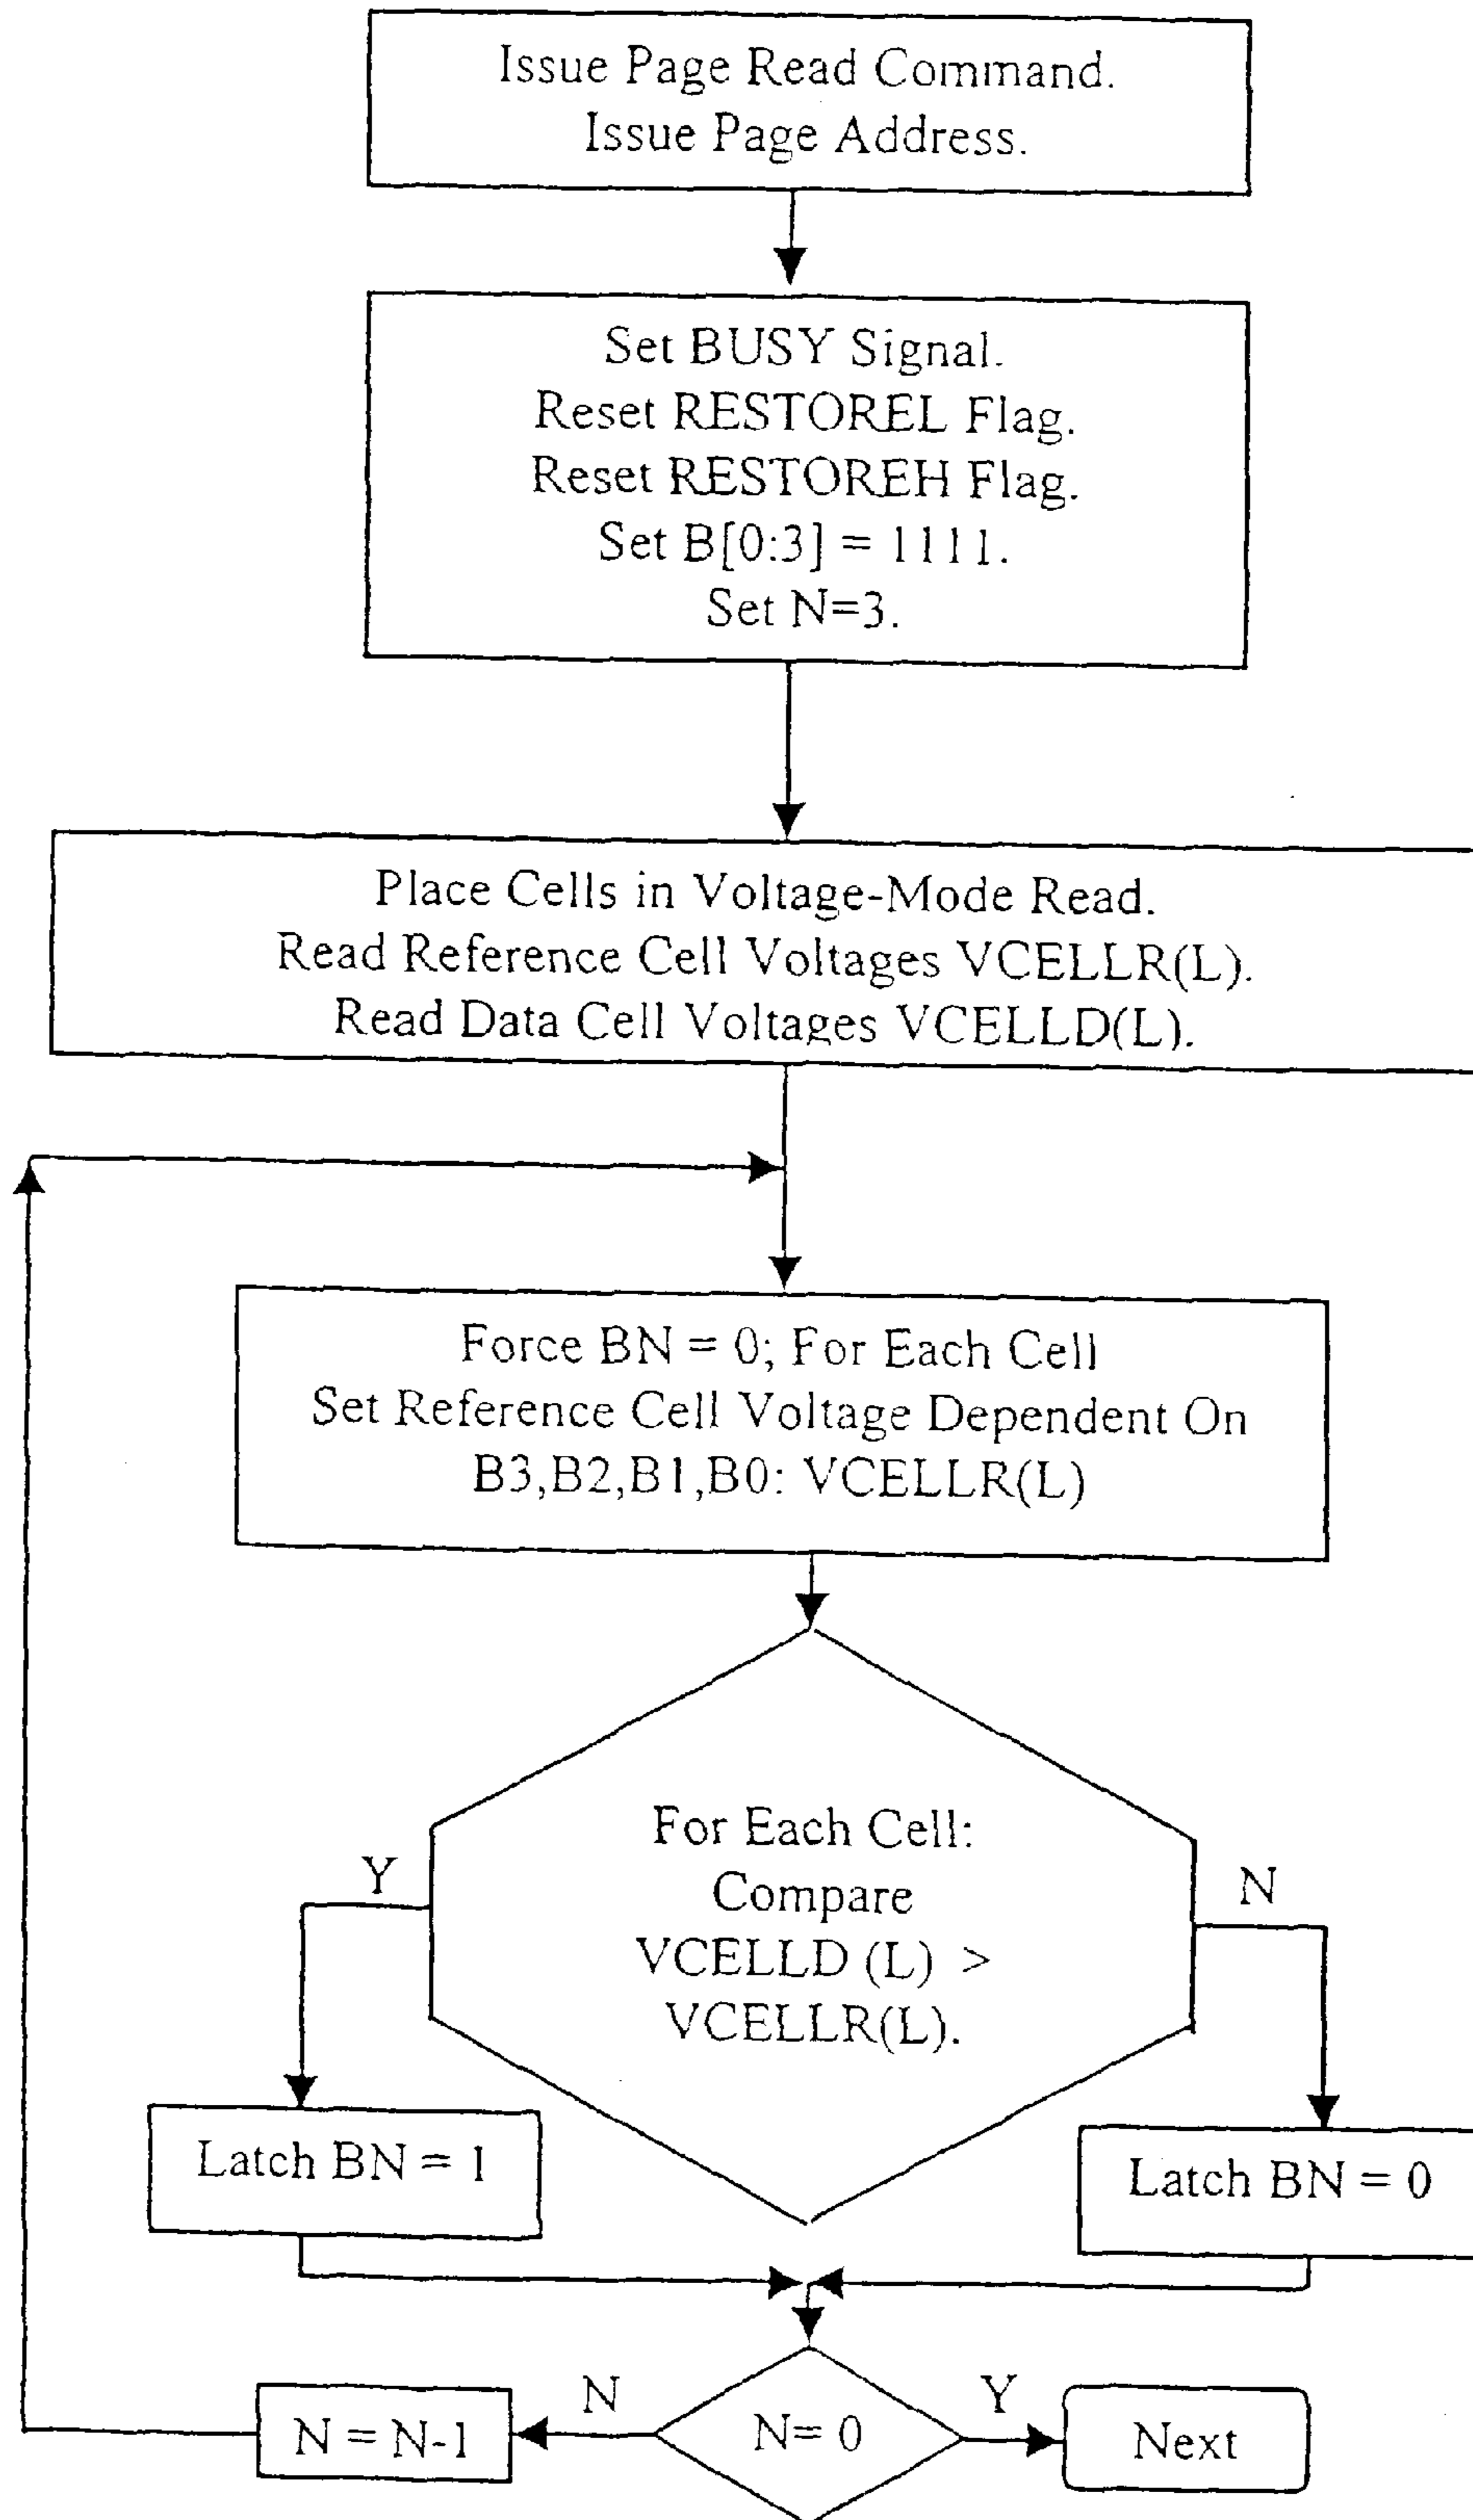 Issue Page Read Command.
Issue Page Address.
Set BUSY Signal.
Reset RESTOREL Flag.
Reset RESTOREH Flag.
Set B[0:3] = 1111.
Set N=3.
Place Cells in Voltage-Mode Read.
Read Reference Cell Voltages VCELLR(L).
Read Data Cell Voltages VCELLD(L).
Force BN = 0; For Each Cell
Set Reference Cell Voltage Dependent On
B3,B2,B1,B0: VCELLR(L)
For Each Cell:
Compare
VCELLD (L) >
VCELLR(L).
Y
N
Latch BN = 1
Latch BN = 0
N = N-1
N
N= 0
Y
Next